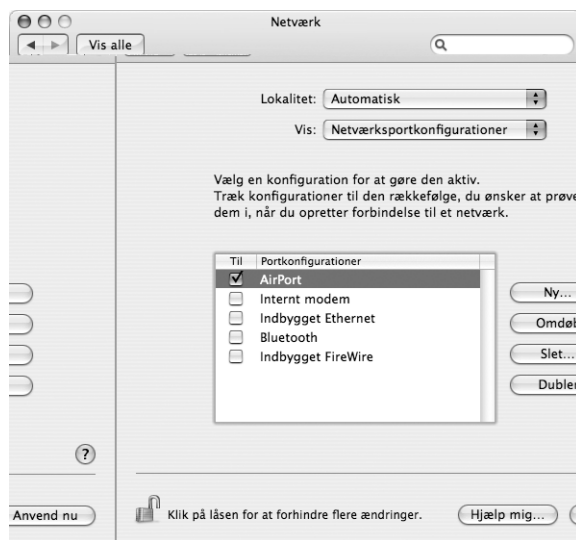 Netværk
Vis alle
Lokalitet: Automatisk
Vis: Netværksportkonfigurationer
Vælg en konfiguration for at gøre den aktiv.
Træk konfigurationer til den rækkefølge, du ønsker at prøve
dem i, når du opretter forbindelse til et netværk.
Til Portkonfigurationer
AirPort
Internt modem
Indbygget Ethernet
Bluetooth
Indbygget FireWire
Ny...
Omdøb
Slet...
Dubler
?
Anvend nu
Klik på låsen for at forhindre flere ændringer.
Hjælp mig...